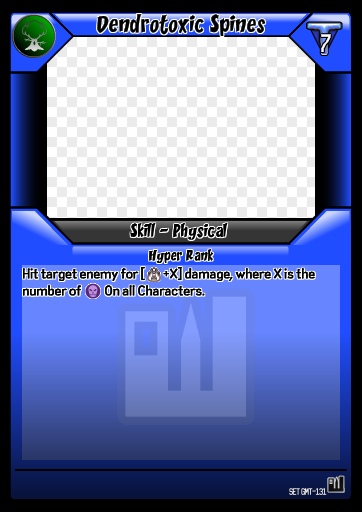 Dendrotoxic Spines
7
Skill - Physical
Hyper Rank
Hit target enemy for [ +X] damage, where X is the
number of On all Characters.
SET GMT-131